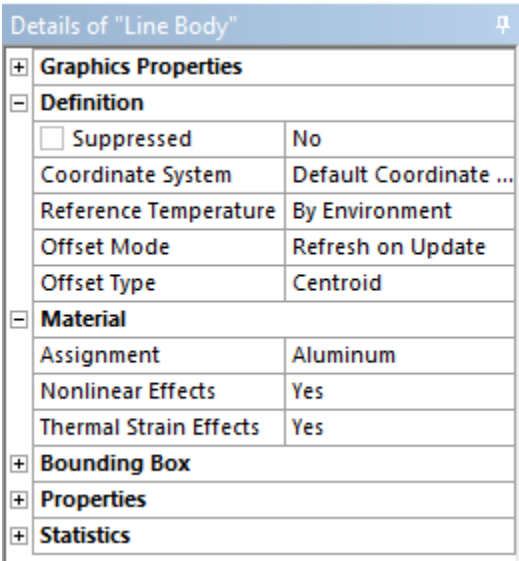 Details of "Line Body"
Graphics Properties
Definition
Suppressed No
Coordinate System Default Coordinate ...
Reference Temperature By Environment
Offset Mode Refresh on Update
Offset Type Centroid
Material
Assignment Aluminum
Nonlinear Effects Yes
Thermal Strain Effects Yes
Bounding Box
Properties
Statistics